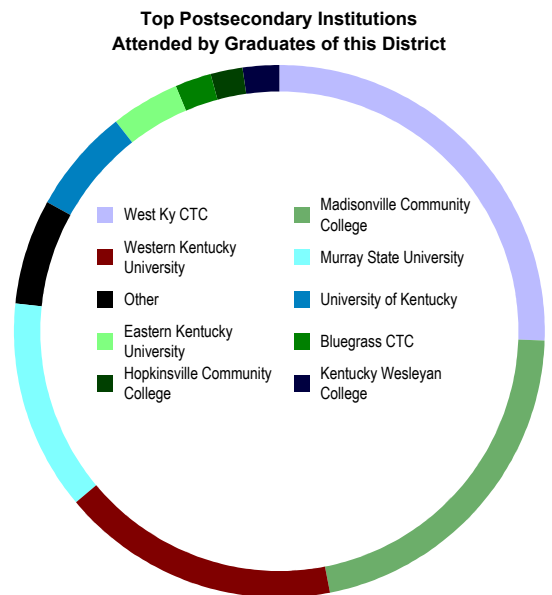 Top Postsecondary Institutions
Attended by Graduates of this District
West Ky CTC
Madisonville Community
College
Western Kentucky
University
Murray State University
Other
University of Kentucky
Eastern Kentucky
University
Bluegrass CTC
Hopkinsville Community
College
Kentucky Wesleyan
College